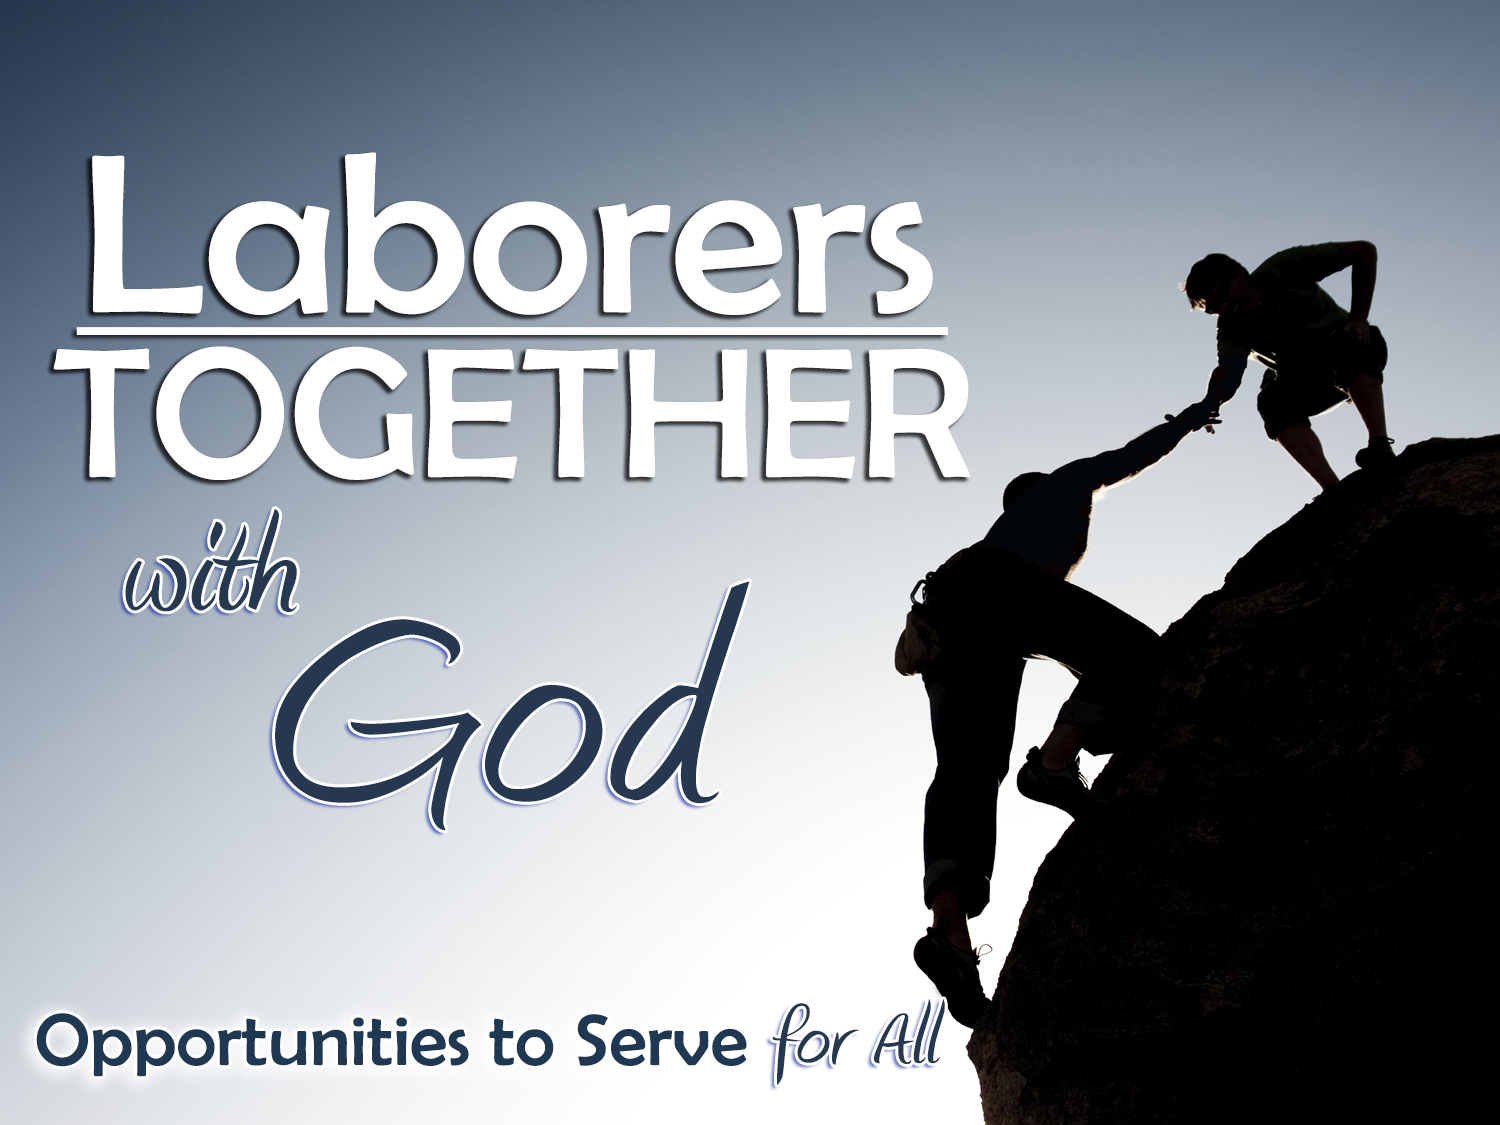 Laborers
TOGETHER
with
God
Opportunities to Serve for All